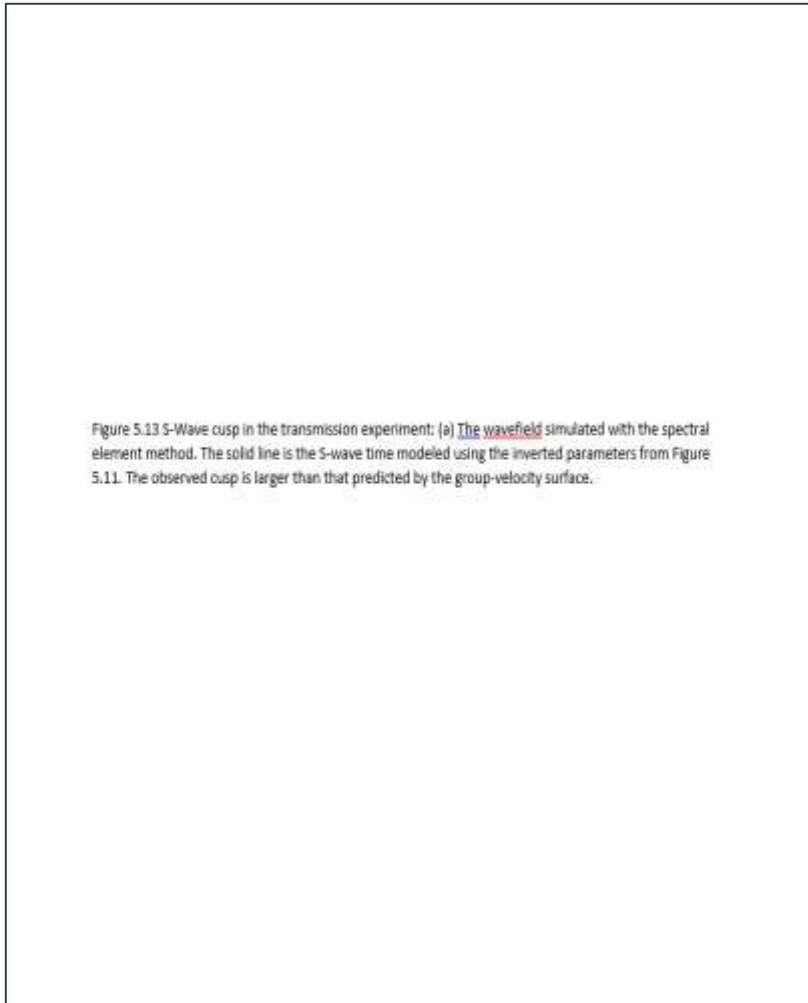 Figure 5.13 S-Wave cusp in the transmission experiment: (a) The wavefield simulated with the spectral
element method. The solid line is the S-wave time modeled using the inverted parameters from Figure
5.11. The observed cusp is larger than that predicted by the group-velocity surface.